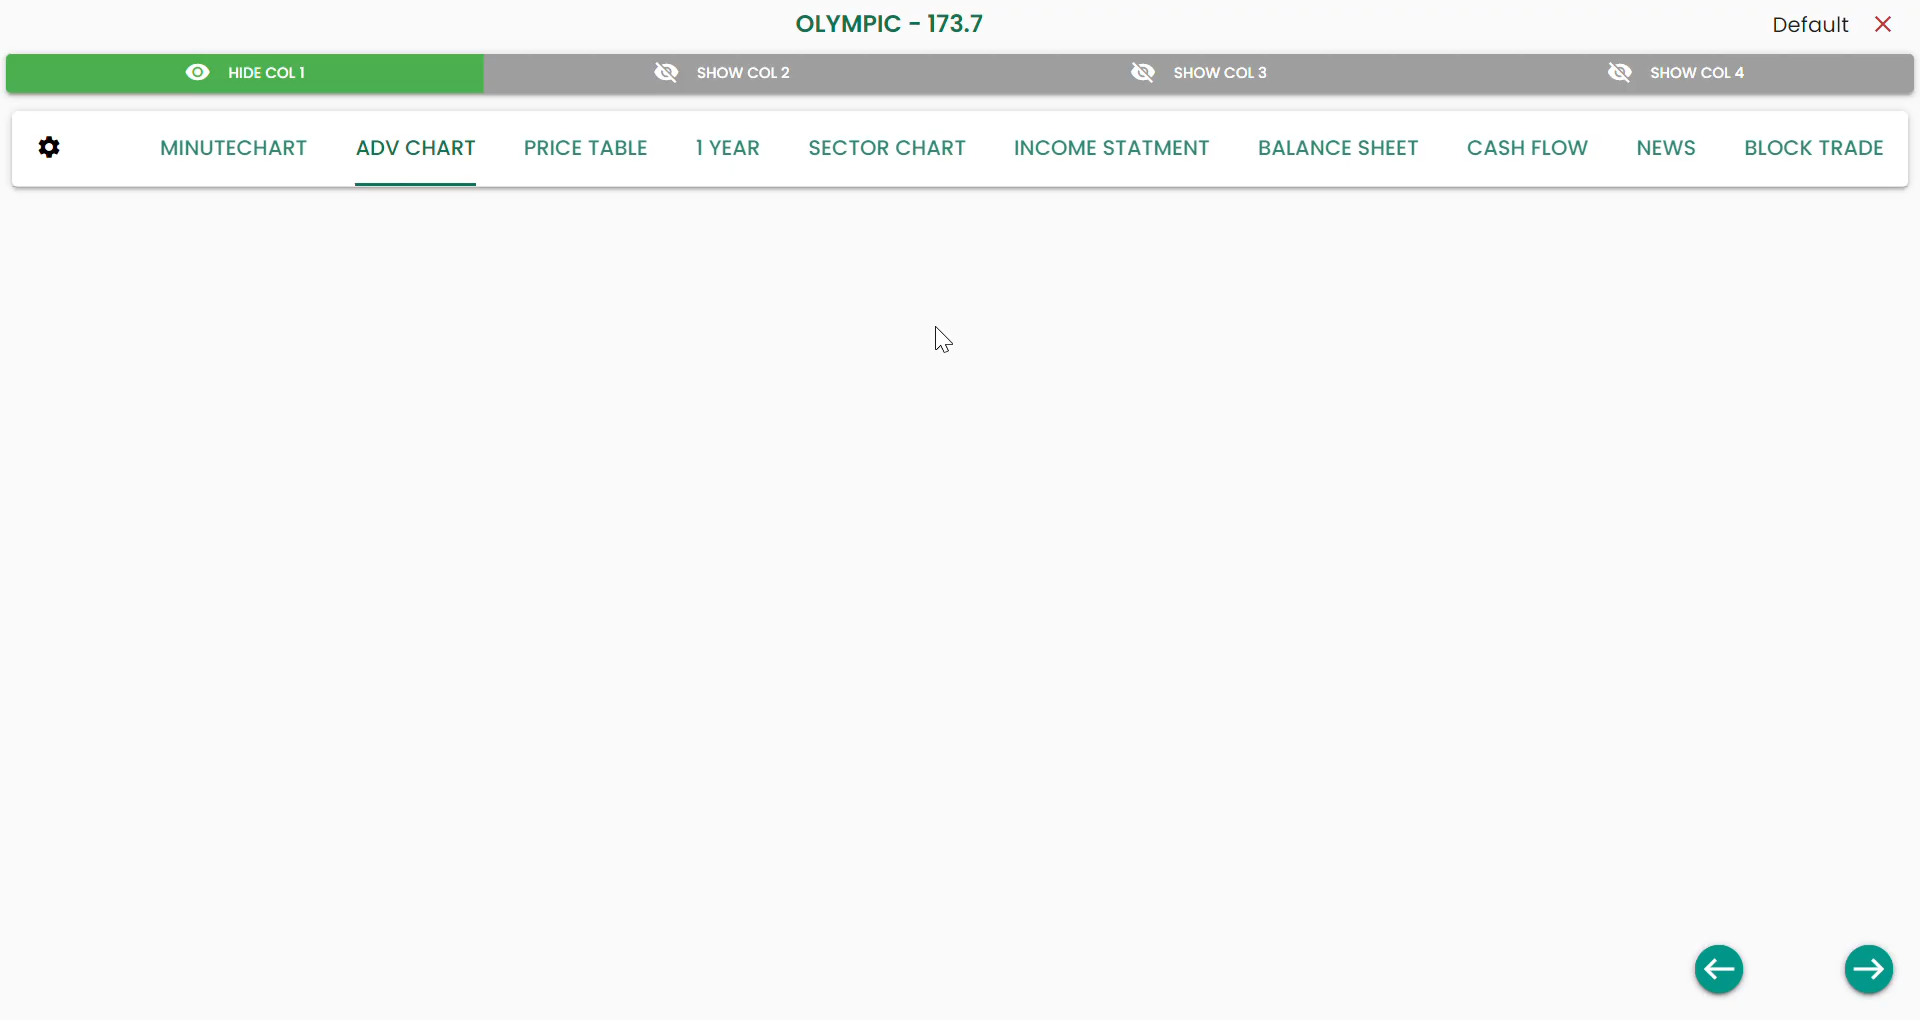 OLYMPIC - 173.7
Default
HIDE COL 1
SHOW COL 2
SHOW COL 3
SHOW COL 4
MINUTECHART
ADV CHART
PRICE TABLE
1 YEAR
SECTOR CHART
INCOME STATMENT
BALANCE SHEET
CASH FLOW
NEWS
BLOCK TRADE